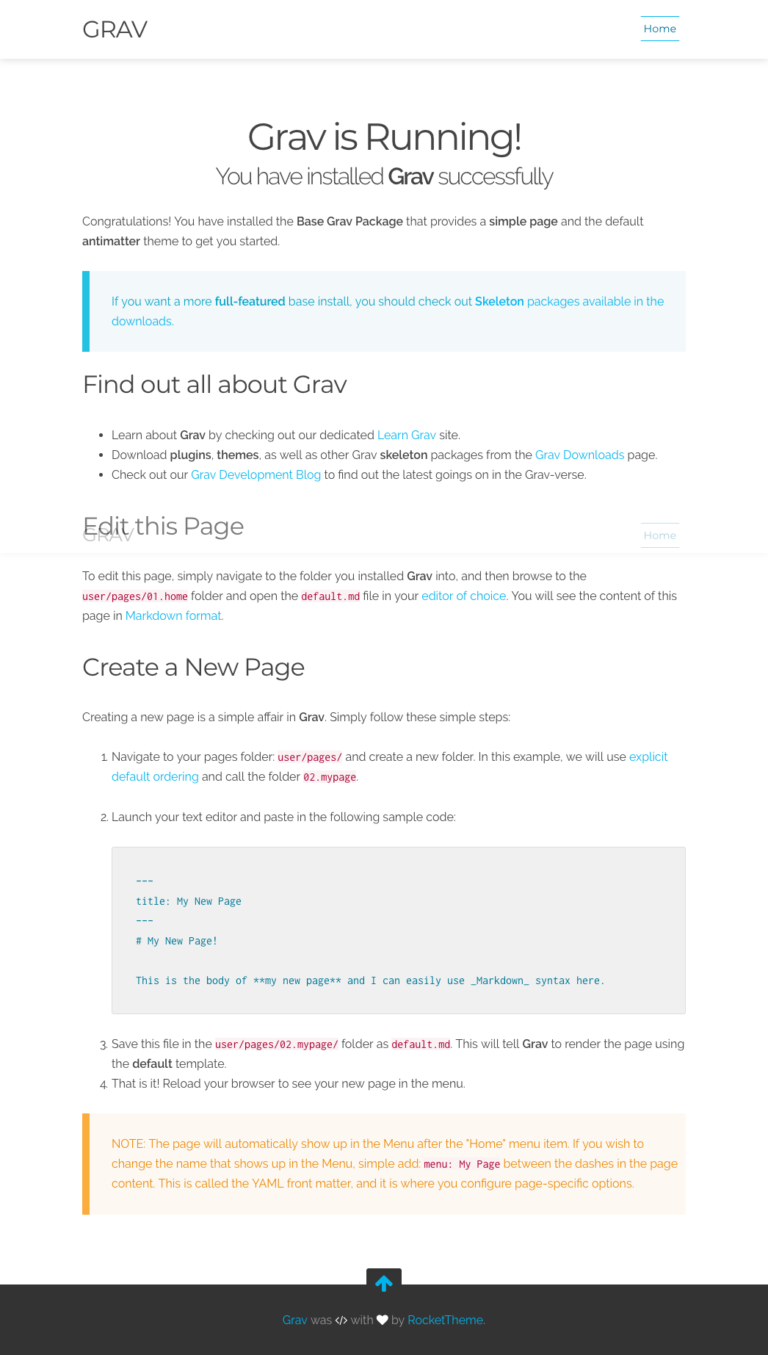 GRAV
Home
Grav is Running!
You have installed Grav successfully
Congratulations! You have installed the Base Grav Package that provides a simple page and the default
antimatter theme to get you started.
If you want a more full-featured base install, you should check out Skeleton packages available in the
downloads.
Find out all about Grav
• Learn about Grav by checking out our dedicated Learn Grav site.
• Download plugins, themes, as well as other Grav skeleton packages from the Grav Downloads page.
• Check out our Grav Development Blog to find out the latest goings on in the Grav-verse.
Edit this Page
GRAV
Home
To edit this page, simply navigate to the folder you installed Grav into, and then browse to the
user/pages/01.home folder and open the default.md file in your editor of choice. You will see the content of this
page in Markdown format.
Create a New Page
Creating a new page is a simple affair in Grav. Simply follow these simple steps:
1. Navigate to your pages folder: user/pages/ and create a new folder. In this example, we will use explicit
default ordering and call the folder 02.mypage.
2. Launch your text editor and paste in the following sample code:
---
title: My New Page
---
# My New Page!
This is the body of **my new page** and I can easily use _Markdown_ syntax here.
3. Save this file in the user/pages/02.mypage/ folder as default.md. This will tell Grav to render the page using
the default template.
4. That is it! Reload your browser to see your new page in the menu.
NOTE: The page will automatically show up in the Menu after the "Home" menu item. If you wish to
change the name that shows up in the Menu, simple add: menu: My Page between the dashes in the page
content. This is called the YAML front matter, and it is where you configure page-specific options.
Grav was </> with ♥ by RocketTheme.